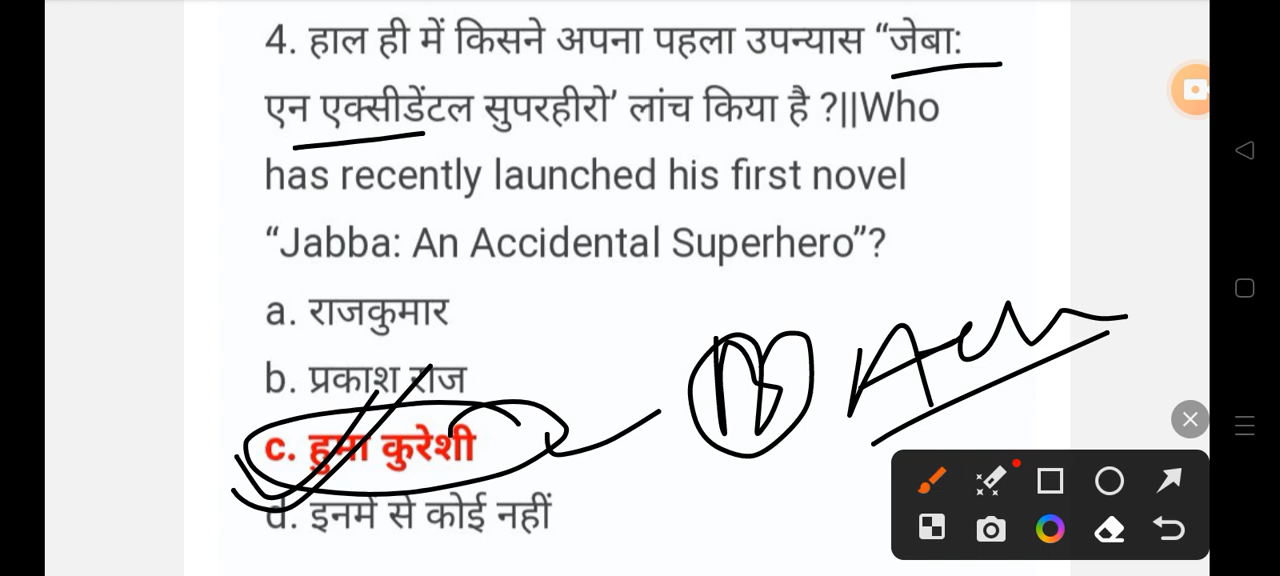 4. हाल ही में किसने अपना पहला उपन्यास “जेबा:
एन एक्सीडेंटल सुपरहीरो’ लांच किया है ?||Who
has recently launched his first novel
“Jabba: An Accidental Superhero”?
a. राजकुमार
b. प्रकाश राज
c. हुमा कुरेशी
d. इनमें से कोई नहीं